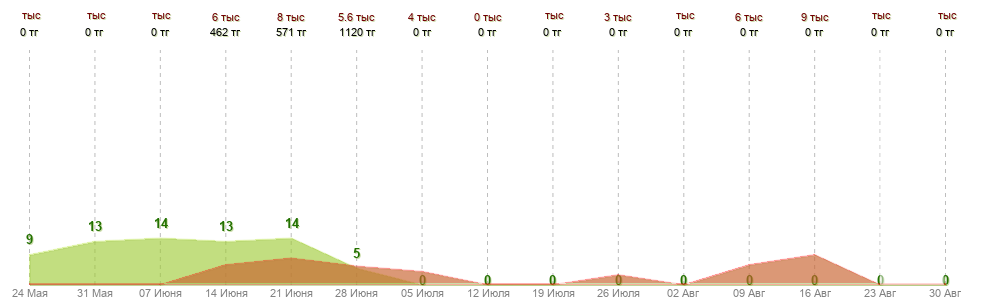 тыс тыс тыс 6 тыс 8 тыс 5.6 тыс 4 тыс 0 тыс тыс 3 тыс тыс 6 тыс 9 тыс тыс тыс
0 тг 0 тг 0 тг 462 тг 571 тг 1120 тг 0 тг 0 тг 0 тг 0 тг 0 тг 0 тг 0 тг 0 тг 0 тг
9 13 14 13 14 5 0 0 0 0 0 0 0 0 0
24 Мая 31 Мая 07 Июня 14 Июня 21 Июня 28 Июня 05 Июля 12 Июля 19 Июля 26 Июля 02 Авг 09 Авг 16 Авг 23 Авг 30 Авг